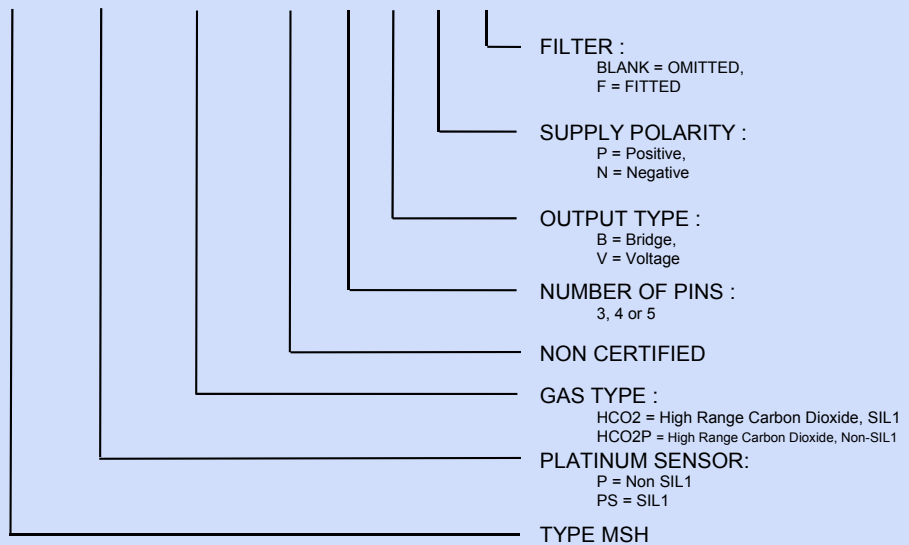 FILTER :
BLANK = OMITTED,
F = FITTED
SUPPLY POLARITY :
P = Positive,
N = Negative
OUTPUT TYPE :
B = Bridge,
V = Voltage
NUMBER OF PINS :
3, 4 or 5
NON CERTIFIED
GAS TYPE :
HCO2 = High Range Carbon Dioxide, SIL1
HCO2P = High Range Carbon Dioxide, Non-SIL1
PLATINUM SENSOR:
P = Non SIL1
PS = SIL1
TYPE MSH